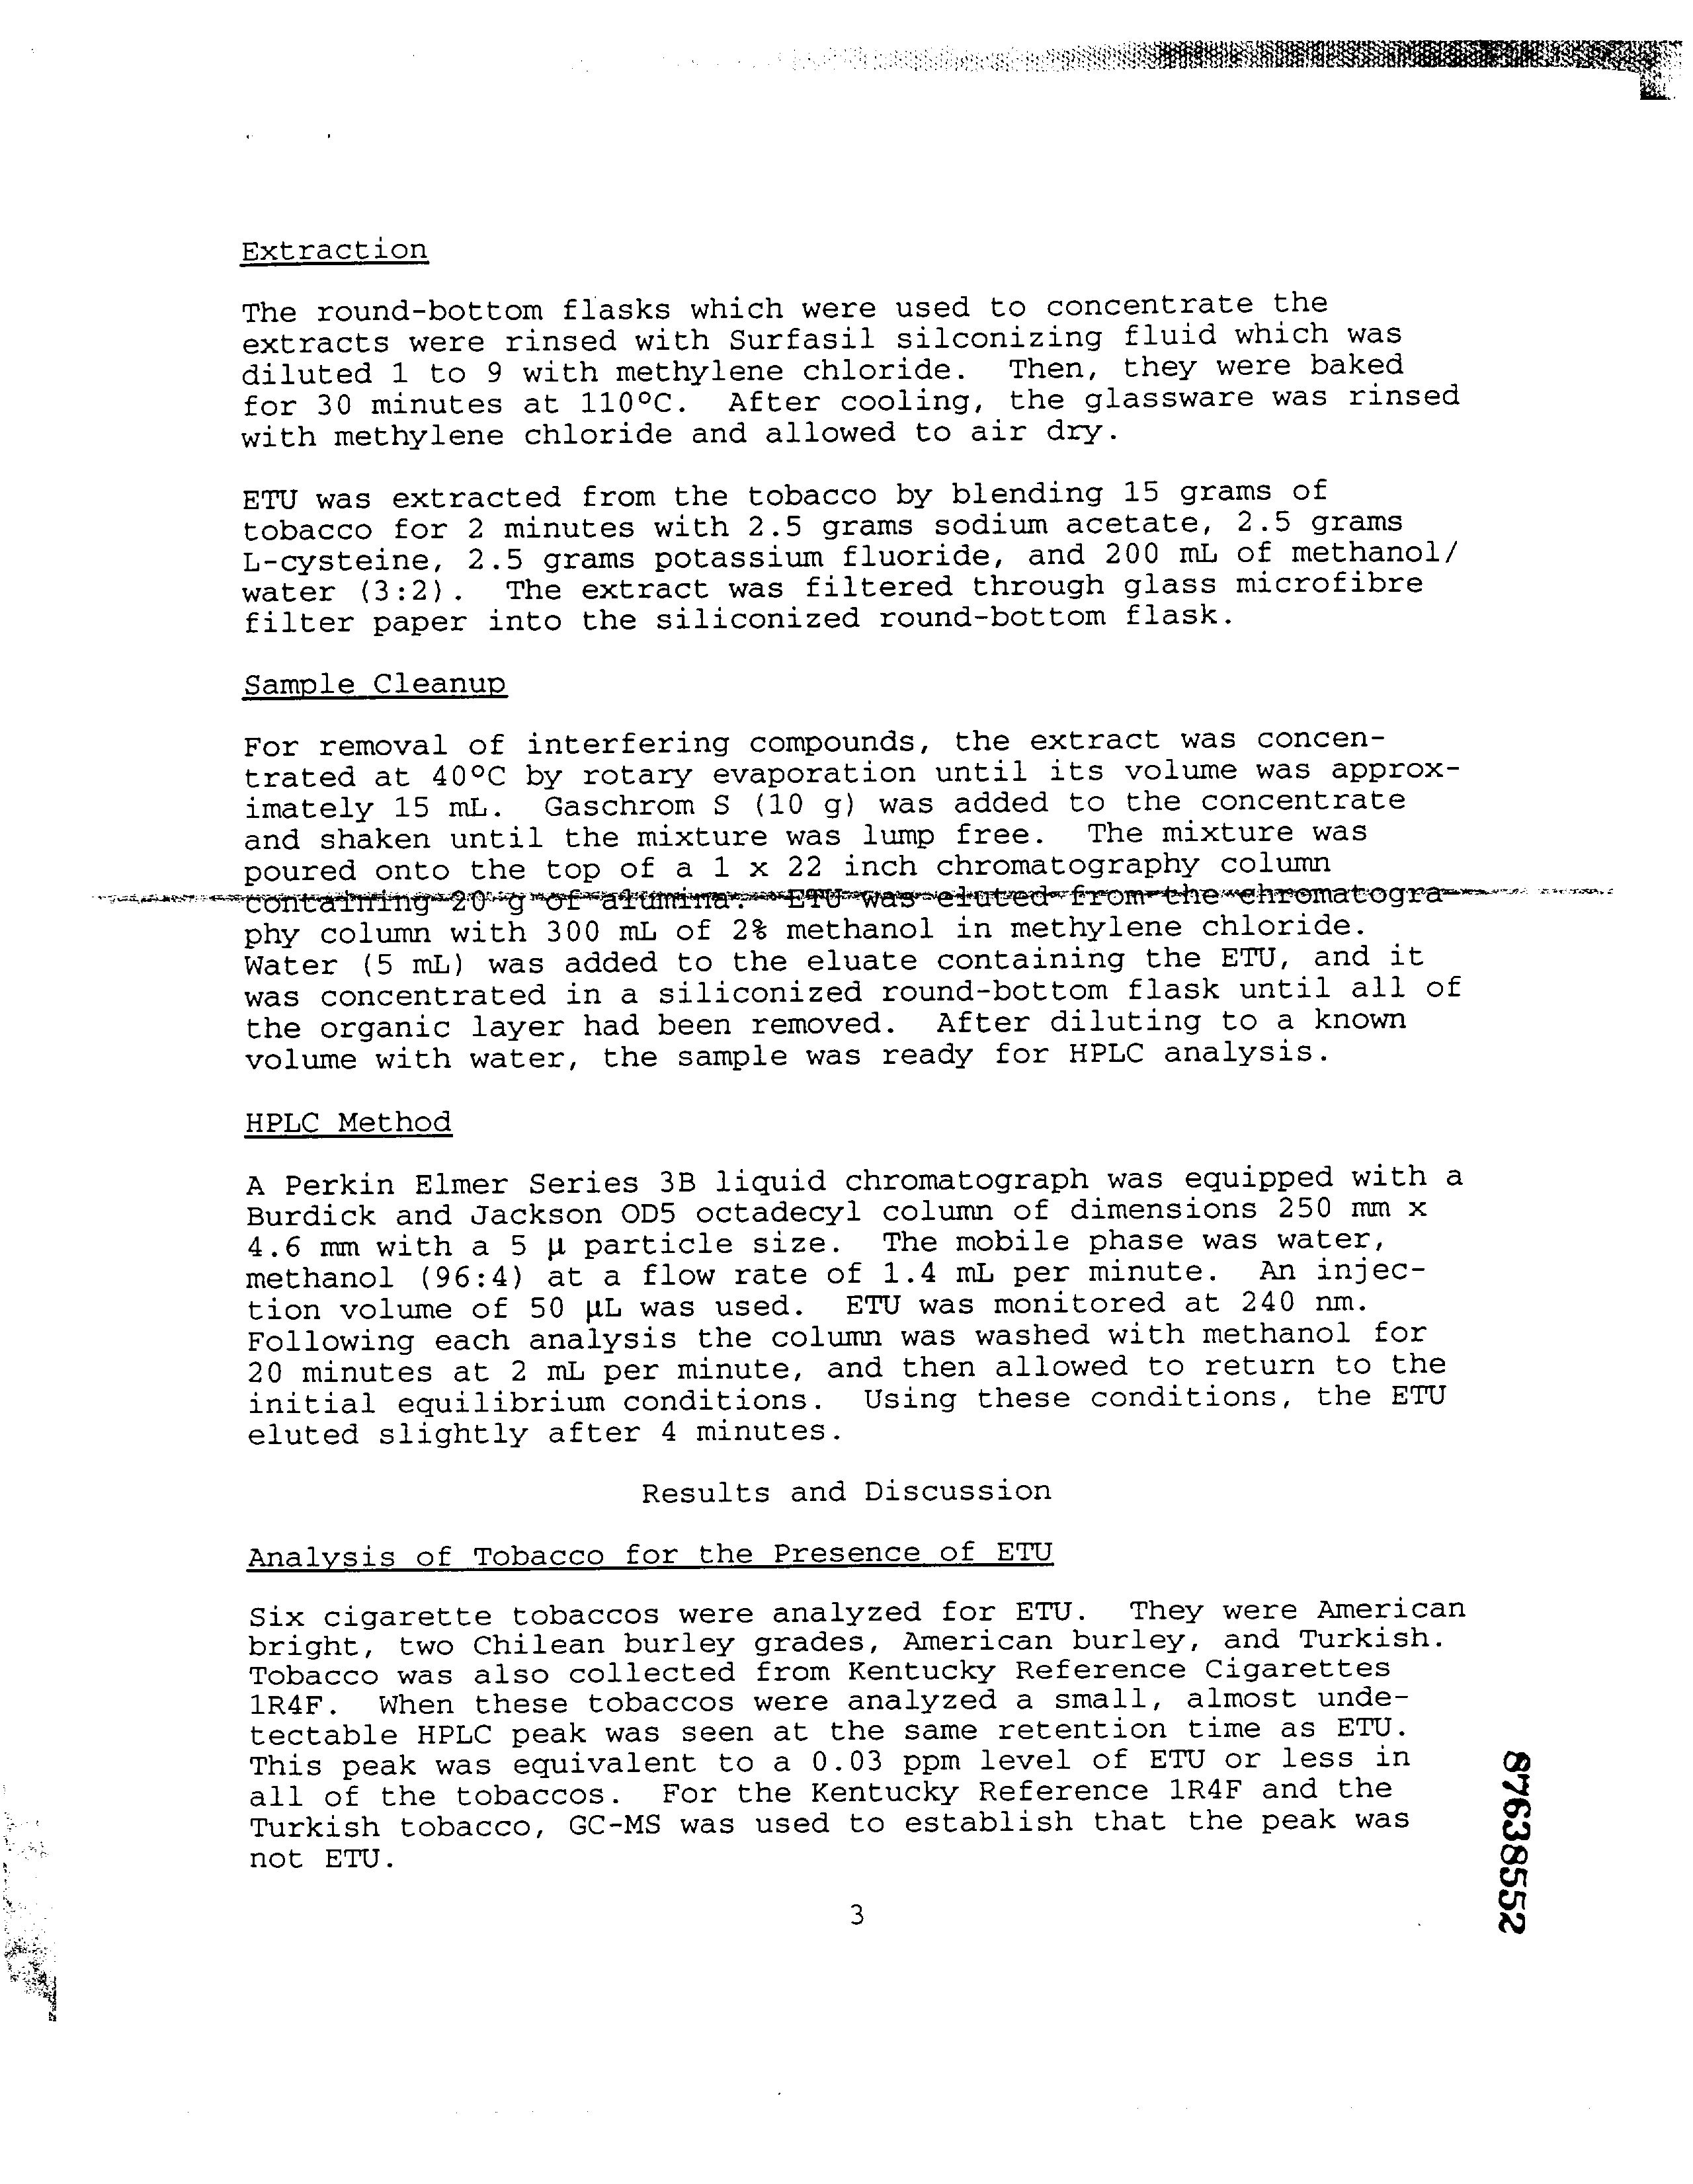 Extraction
The round-bottom flasks which were used to concentrate the
extracts were rinsed with Surfasil silconizing fluid which was
diluted 1 to 9 with methylene chloride. Then, they were baked
for 30 minutes at 110°C. After cooling, the glassware was rinsed
with methylene chloride and allowed to air dry.
ETU was extracted from the tobacco by blending 15 grams of
tobacco for 2 minutes with 2.5 grams sodium acetate, 2.5 grams
L-cysteine, 2.5 grams potassium fluoride, and 200 mL of methanol/
water (3:2). The extract was filtered through glass microfibre
filter paper into the siliconized round-bottom flask.
Sample Cleanup
For removal of interfering compounds, the extract was concen-
trated at 40°C by rotary evaporation until its volume was approx-
imately 15 mL. Gaschrom S (10 g) was added to the concentrate
and shaken until the mixture was lump free. The mixture was
poured onto the top of a 1 x 22 inch chromatography column
containing 20 g of alumina. ETU was eluted from the chromatogra-
phy column with 300 mL of 2% methanol in methylene chloride.
Water (5 mL) was added to the eluate containing the ETU, and it
was concentrated in a siliconized round-bottom flask until all of
the organic layer had been removed. After diluting to a known
volume with water, the sample was ready for HPLC analysis.
HPLC Method
A Perkin Elmer Series 3B liquid chromatograph was equipped with a
Burdick and Jackson OD5 octadecyl column of dimensions 250 mm x
4.6 mm with a 5 µ particle size. The mobile phase was water,
methanol (96:4) at a flow rate of 1.4 mL per minute. An injec-
tion volume of 50 µL was used. ETU was monitored at 240 nm.
Following each analysis the column was washed with methanol for
20 minutes at 2 mL per minute, and then allowed to return to the
initial equilibrium conditions. Using these conditions, the ETU
eluted slightly after 4 minutes.
Results and Discussion
Analysis of Tobacco for the Presence of ETU
Six cigarette tobaccos were analyzed for ETU. They were American
bright, two Chilean burley grades, American burley, and Turkish.
Tobacco was also collected from Kentucky Reference Cigarettes
1R4F. When these tobaccos were analyzed a small, almost unde-
tectable HPLC peak was seen at the same retention time as ETU.
This peak was equivalent to a 0.03 ppm level of ETU or less in
all of the tobaccos. For the Kentucky Reference 1R4F and the
Turkish tobacco, GC-MS was used to establish that the peak was
not ETU.
3
87638552